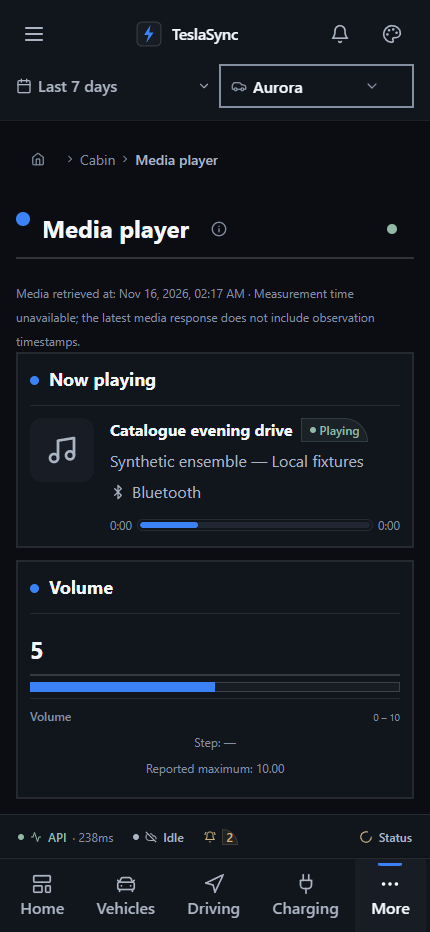 TeslaSync
Last 7 days
Aurora
Cabin
Media player
Media player
Media retrieved at: Nov 16, 2026, 02:17 AM · Measurement time
unavailable; the latest media response does not include observation
timestamps.
Now playing
Catalogue evening drive
Playing
Synthetic ensemble — Local fixtures
Bluetooth
0:00
0:00
Volume
5
Volume
0 – 10
Step: —
Reported maximum: 10.00
API · 238ms
Idle
2
Status
Home
Vehicles
Driving
Charging
More